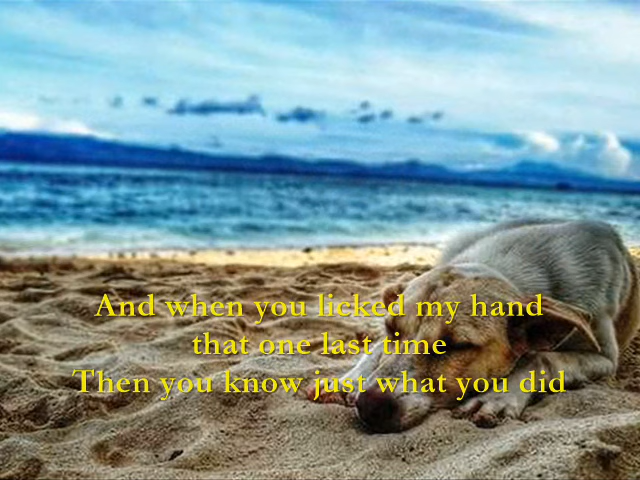 And when you licked my hand
that one last time
Then you know just what you did